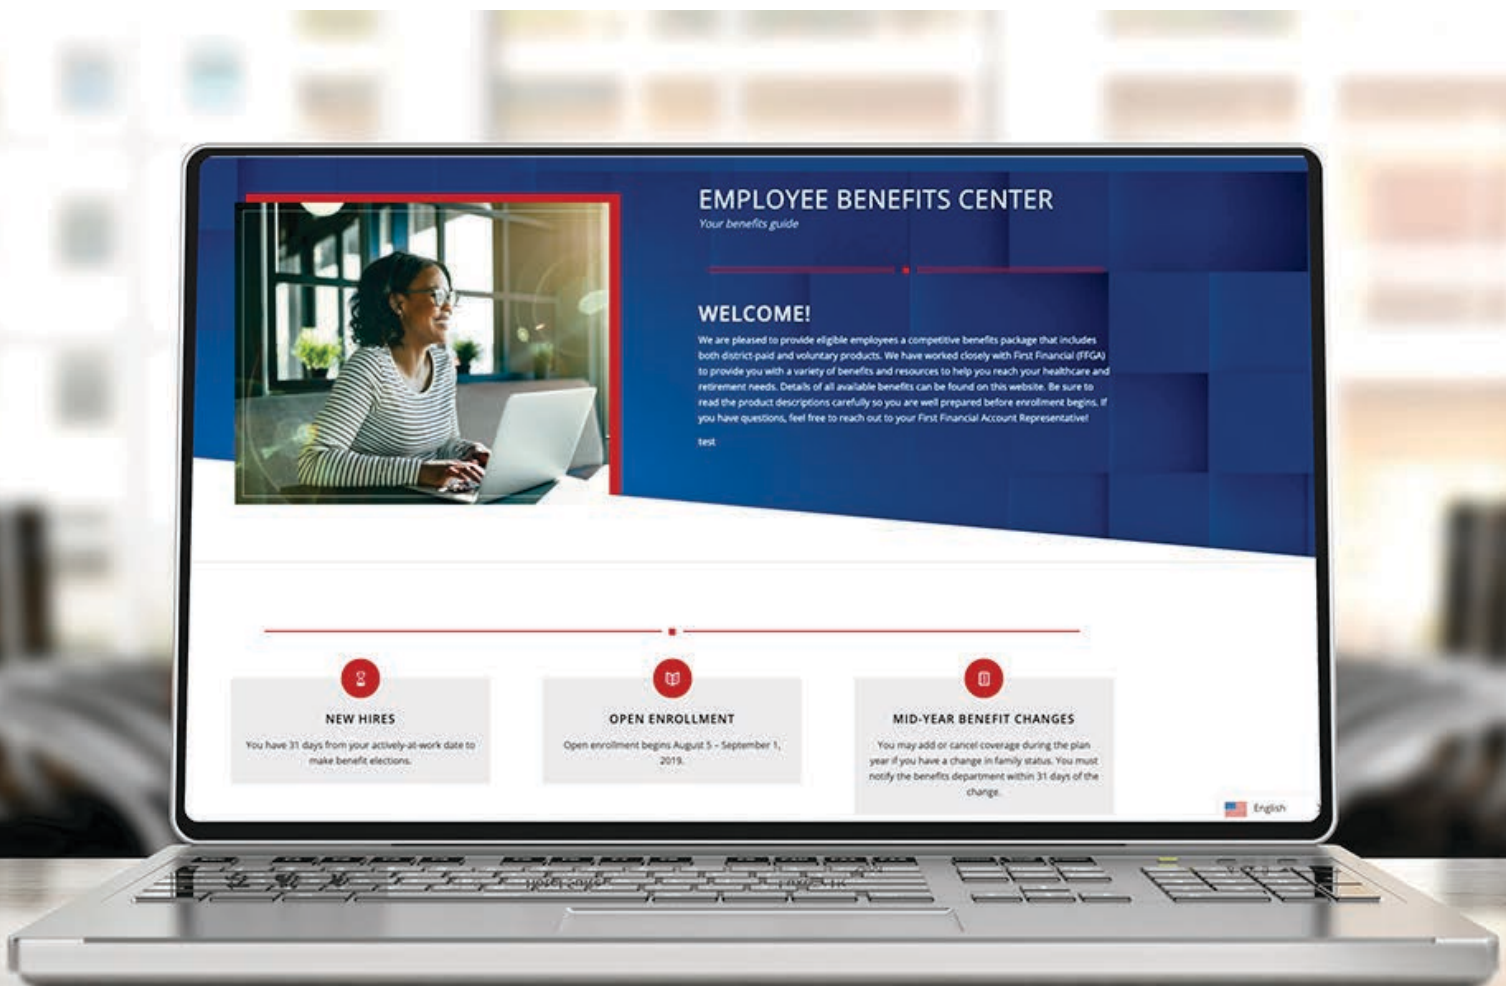 EMPLOYEE BENEFITS CENTER
Your benefits guide
WELCOME!
We are pleased to provide eligible employees a competitive benefits package that includes
both district-paid and voluntary products. We have worked closely with First Financial (FFGA)
to provide you with a variety of benefits and resources to help you reach your healthcare and
retirement needs. Details of all available benefits can be found on this website. Be sure to
read the product descriptions carefully so you are well prepared before enrollment begins. If
you have questions, feel free to reach out to your First Financial Account Representative!
test
NEW HIRES
You have 31 days from your actively-at-work date to
make benefit elections.
OPEN ENROLLMENT
Open enrollment begins August 5 – September 1,
2019.
MID-YEAR BENEFIT CHANGES
You may add or cancel coverage during the plan
year if you have a change in family status. You must
notify the benefits department within 31 days of the
change.
English